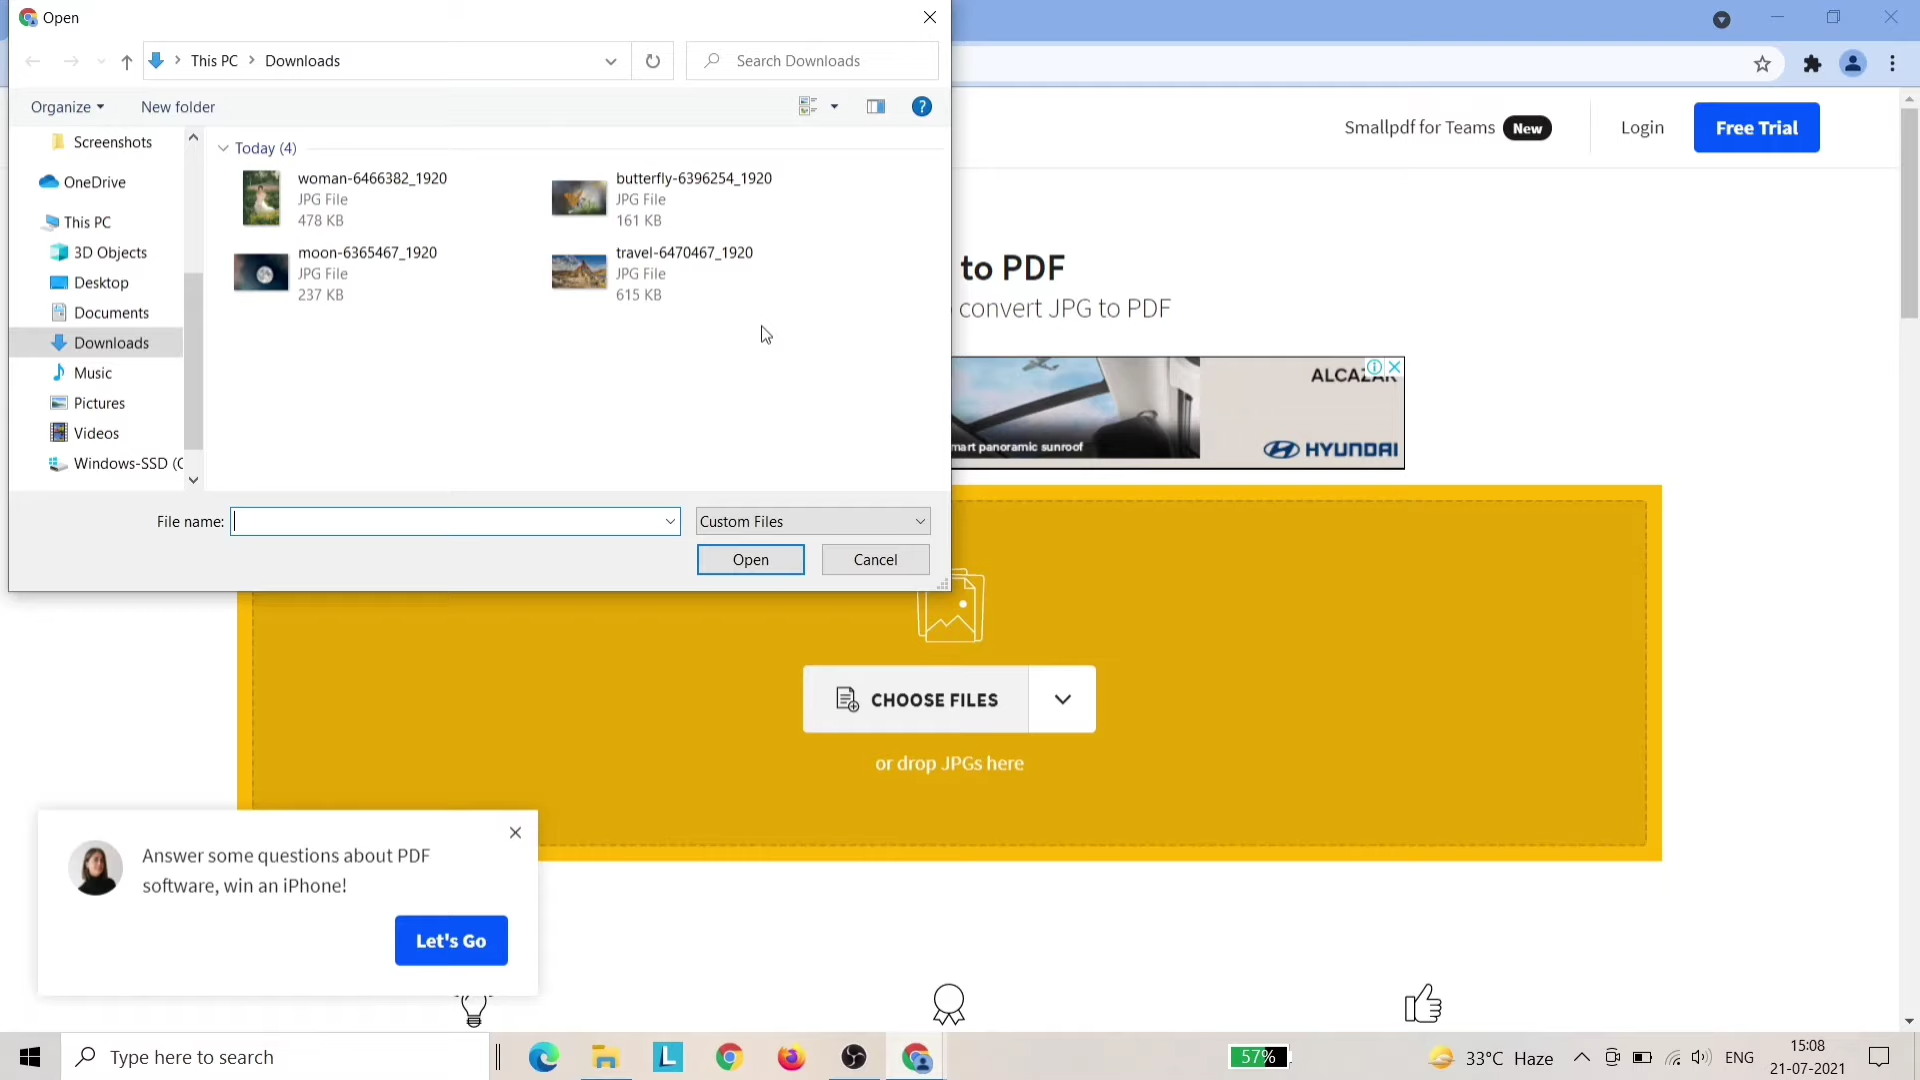 Open
This PC
Downloads
Search Downloads
Organize
New folder
Screenshots
OneDrive
This PC
3D Objects
Desktop
Documents
Downloads
Music
Pictures
Videos
Windows-SSD (C
Today (4)
woman-6466382_1920
JPG File
478 KB
butterfly-6396254_1920
JPG File
161 KB
moon-6365467_1920
JPG File
237 KB
travel-6470467_1920
JPG File
615 KB
File name:
Custom Files
Open
Cancel
Smallpdf for Teams New
Login
Free Trial
to PDF
convert JPG to PDF
ALCAZAR
mart panoramic sunroof
HYUNDAI
CHOOSE FILES
or drop JPGs here
Answer some questions about PDF
software, win an iPhone!
Let's Go
Type here to search
L
57%
33°C Haze
ENG
15:08
21-07-2021